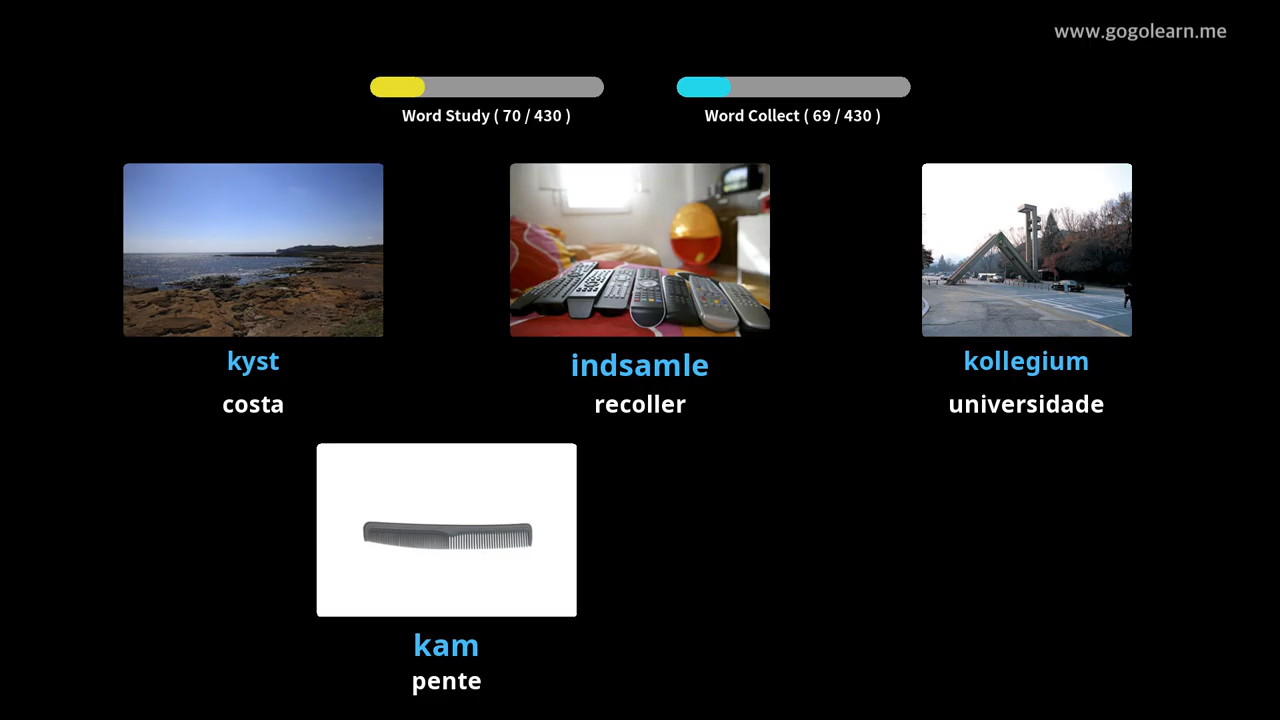 www.gogolearn.me
Word Study ( 70 / 430 )
Word Collect ( 69 / 430 )
kyst
costa
indsamle
recoller
kollegium
universidade
kam
pente